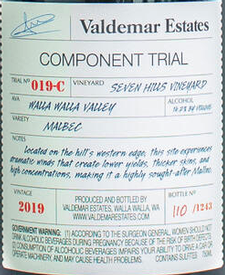 Valdemar Estates
COMPONENT TRIAL
TRIAL Nº 019-C VINEYARD SEVEN HILLS VINEYARD
AVA ALCOHOL
WALLA WALLA VALLEY
VARIETY
MALBEC
NOTES
Located on the hill's western edge, this site experiences
dramatic winds that create lower yields, thicker skins, and
high concentrations, making it a highly sought-after Malbec.
VINTAGE BOTTLE Nº
2019 110 /1243
PRODUCED AND BOTTLED BY
VALDEMAR ESTATES, WALLA WALLA, WA
WWW.VALDEMARESTATES.COM
GOVERNMENT WARNING: (1) ACCORDING TO THE SURGEON GENERAL, WOMEN SHOULD NOT
DRINK ALCOHOLIC BEVERAGES DURING PREGNANCY BECAUSE OF THE RISK OF BIRTH DEFECTS.
(2) CONSUMPTION OF ALCOHOLIC BEVERAGES IMPAIRS YOUR ABILITY TO DRIVE A CAR OR
OPERATE MACHINERY, AND MAY CAUSE HEALTH PROBLEMS. CONTAINS SULFITES 750ML